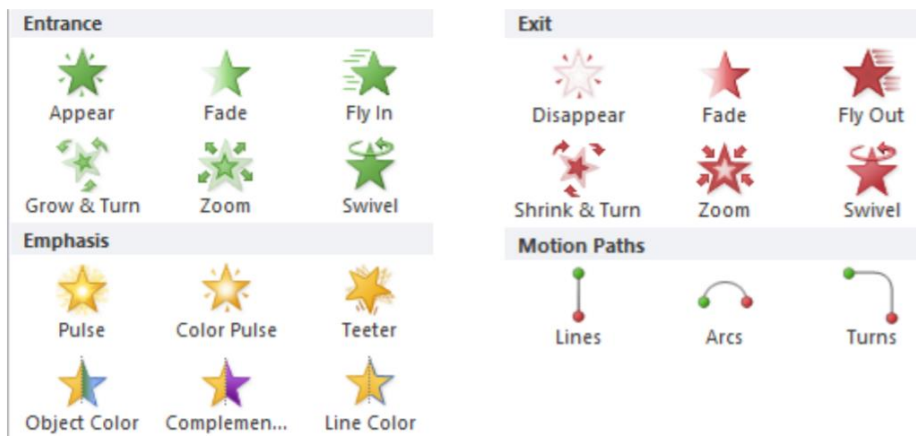 Entrance
Appear Fade Fly In
Grow & Turn Zoom Swivel
Emphasis
Pulse Color Pulse Teeter
Object Color Complemen... Line Color
Exit
Disappear Fade Fly Out
Shrink & Turn Zoom Swivel
Motion Paths
Lines Arcs Turns